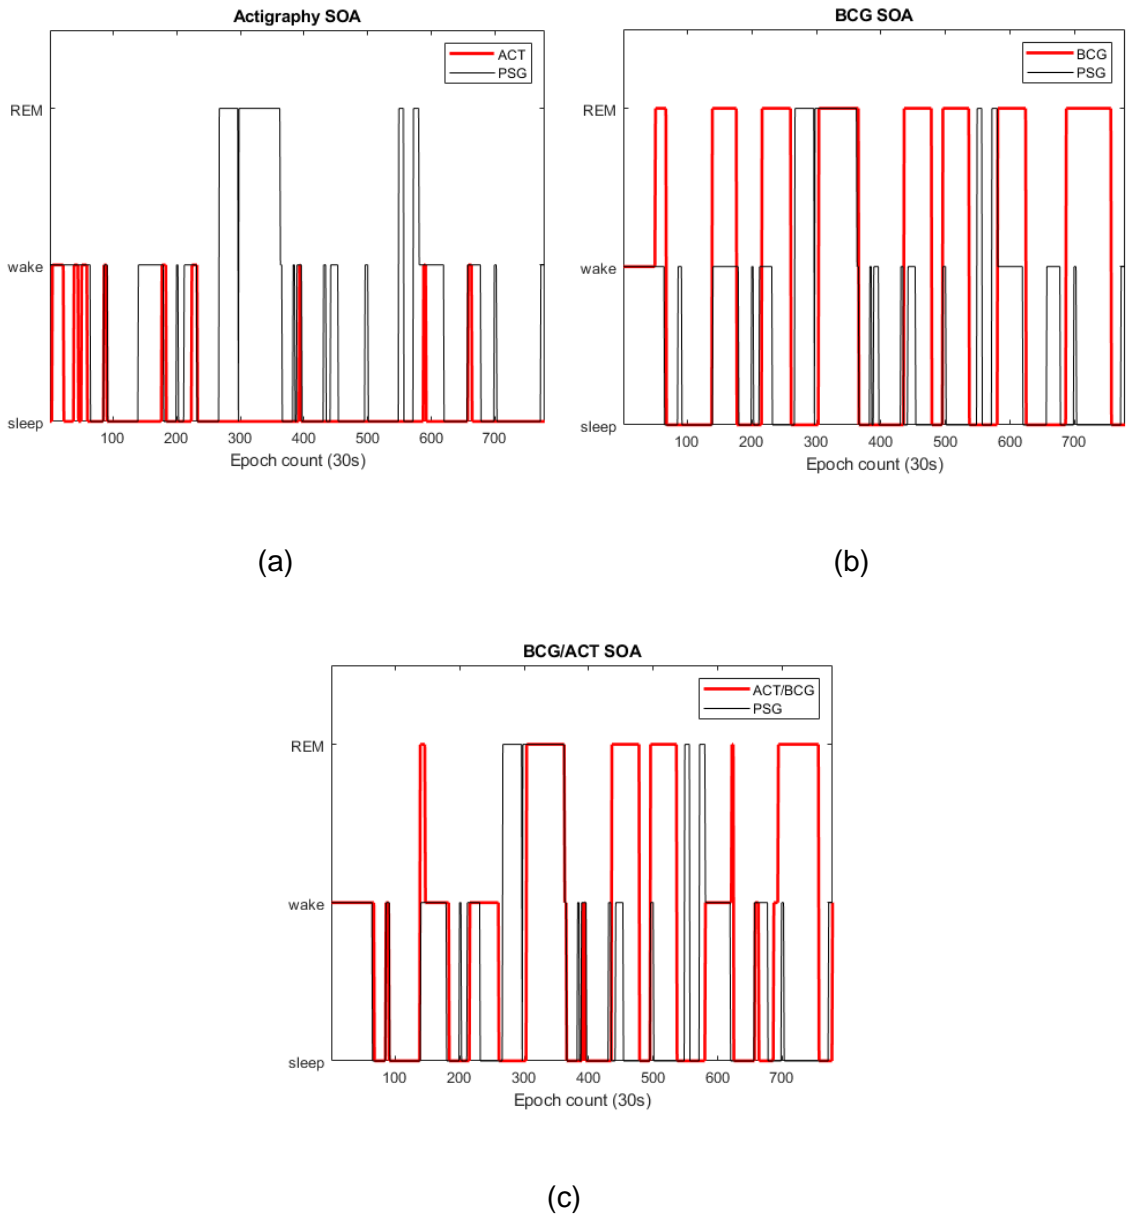 Actigraphy SOA
ACT
PSG
REM
wake
sleep
100 200 300 400 500 600 700
Epoch count (30s)
(a)
BCG SOA
BCG
PSG
REM
wake
sleep
100 200 300 400 500 600 700
Epoch count (30s)
(b)
BCG/ACT SOA
ACT/BCG
PSG
REM
wake
sleep
100 200 300 400 500 600 700
Epoch count (30s)
(c)